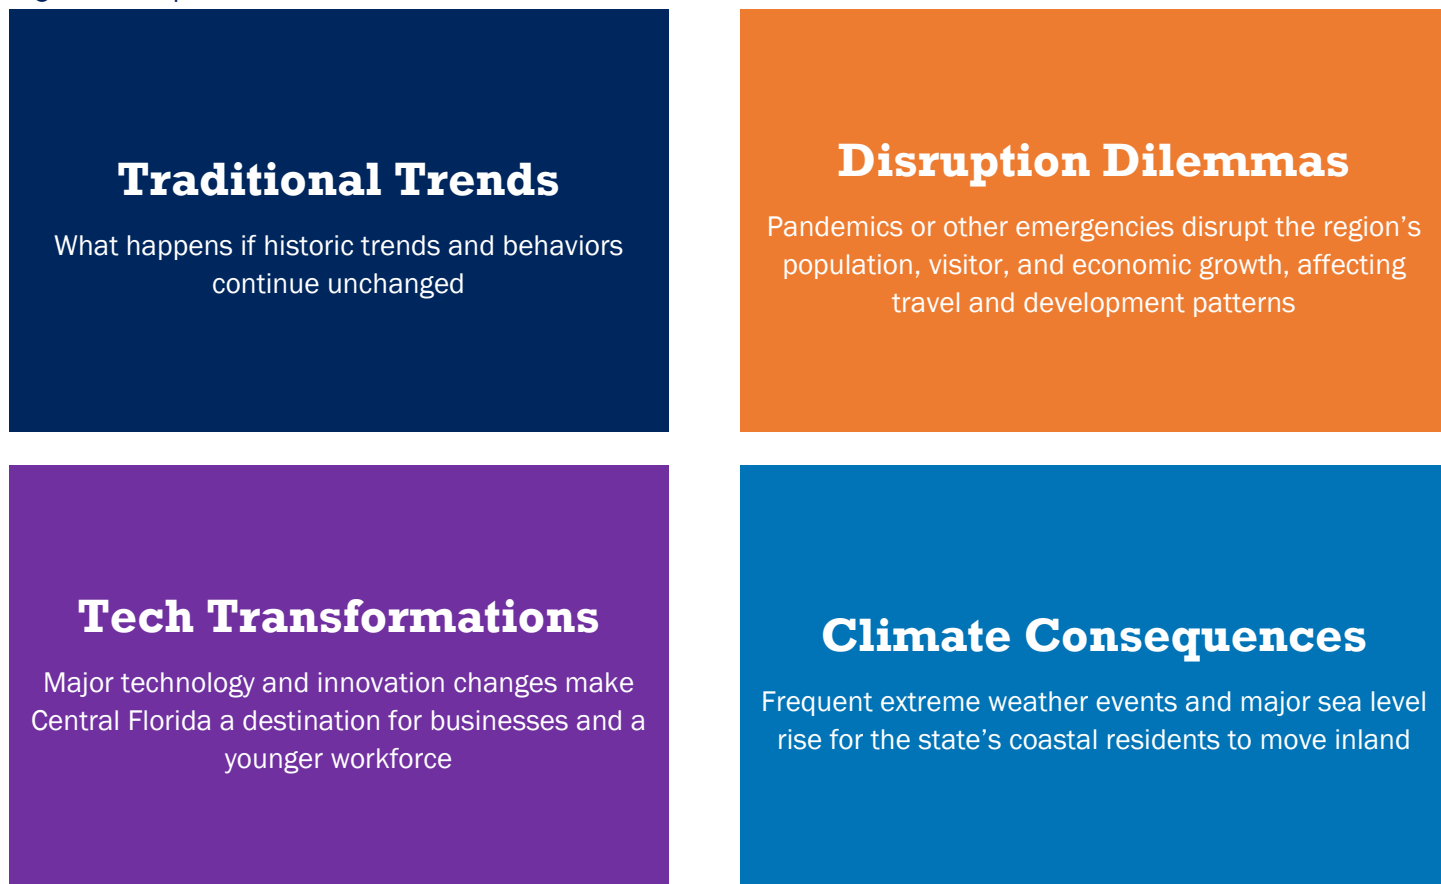 Traditional Trends
What happens if historic trends and behaviors
continue unchanged
Disruption Dilemmas
Pandemics or other emergencies disrupt the region's
population, visitor, and economic growth, affecting
travel and development patterns
Tech Transformations
Major technology and innovation changes make
Central Florida a destination for businesses and a
younger workforce
Climate Consequences
Frequent extreme weather events and major sea level
rise for the state's coastal residents to move inland